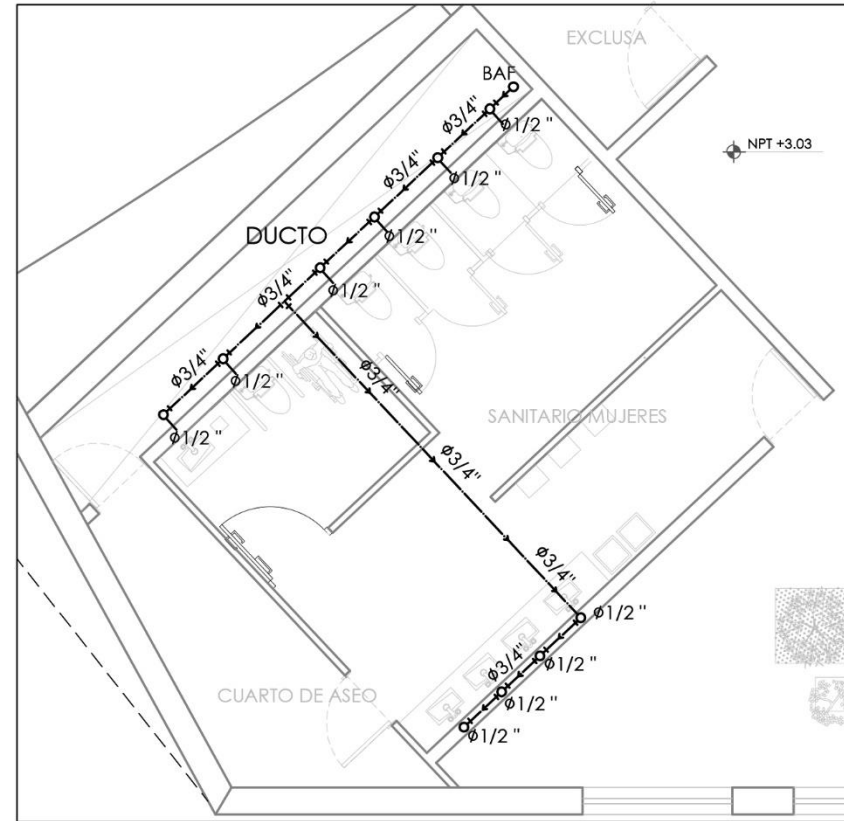 EXCLUSA
BAF
Ø3/4"
Ø1/2 "
NPT +3.03
Ø3/4"
Ø1/2 "
DUCTO
Ø1/2 "
Ø3/4"
Ø1/2 "
Ø3/4"
Ø1/2 "
Ø3/4"
SANITARIO MUJERES
Ø1/2 "
Ø3/4"
Ø3/4"
Ø1/2 "
Ø3/4"
Ø1/2 "
CUARTO DE ASEO
Ø1/2 "
Ø1/2 "